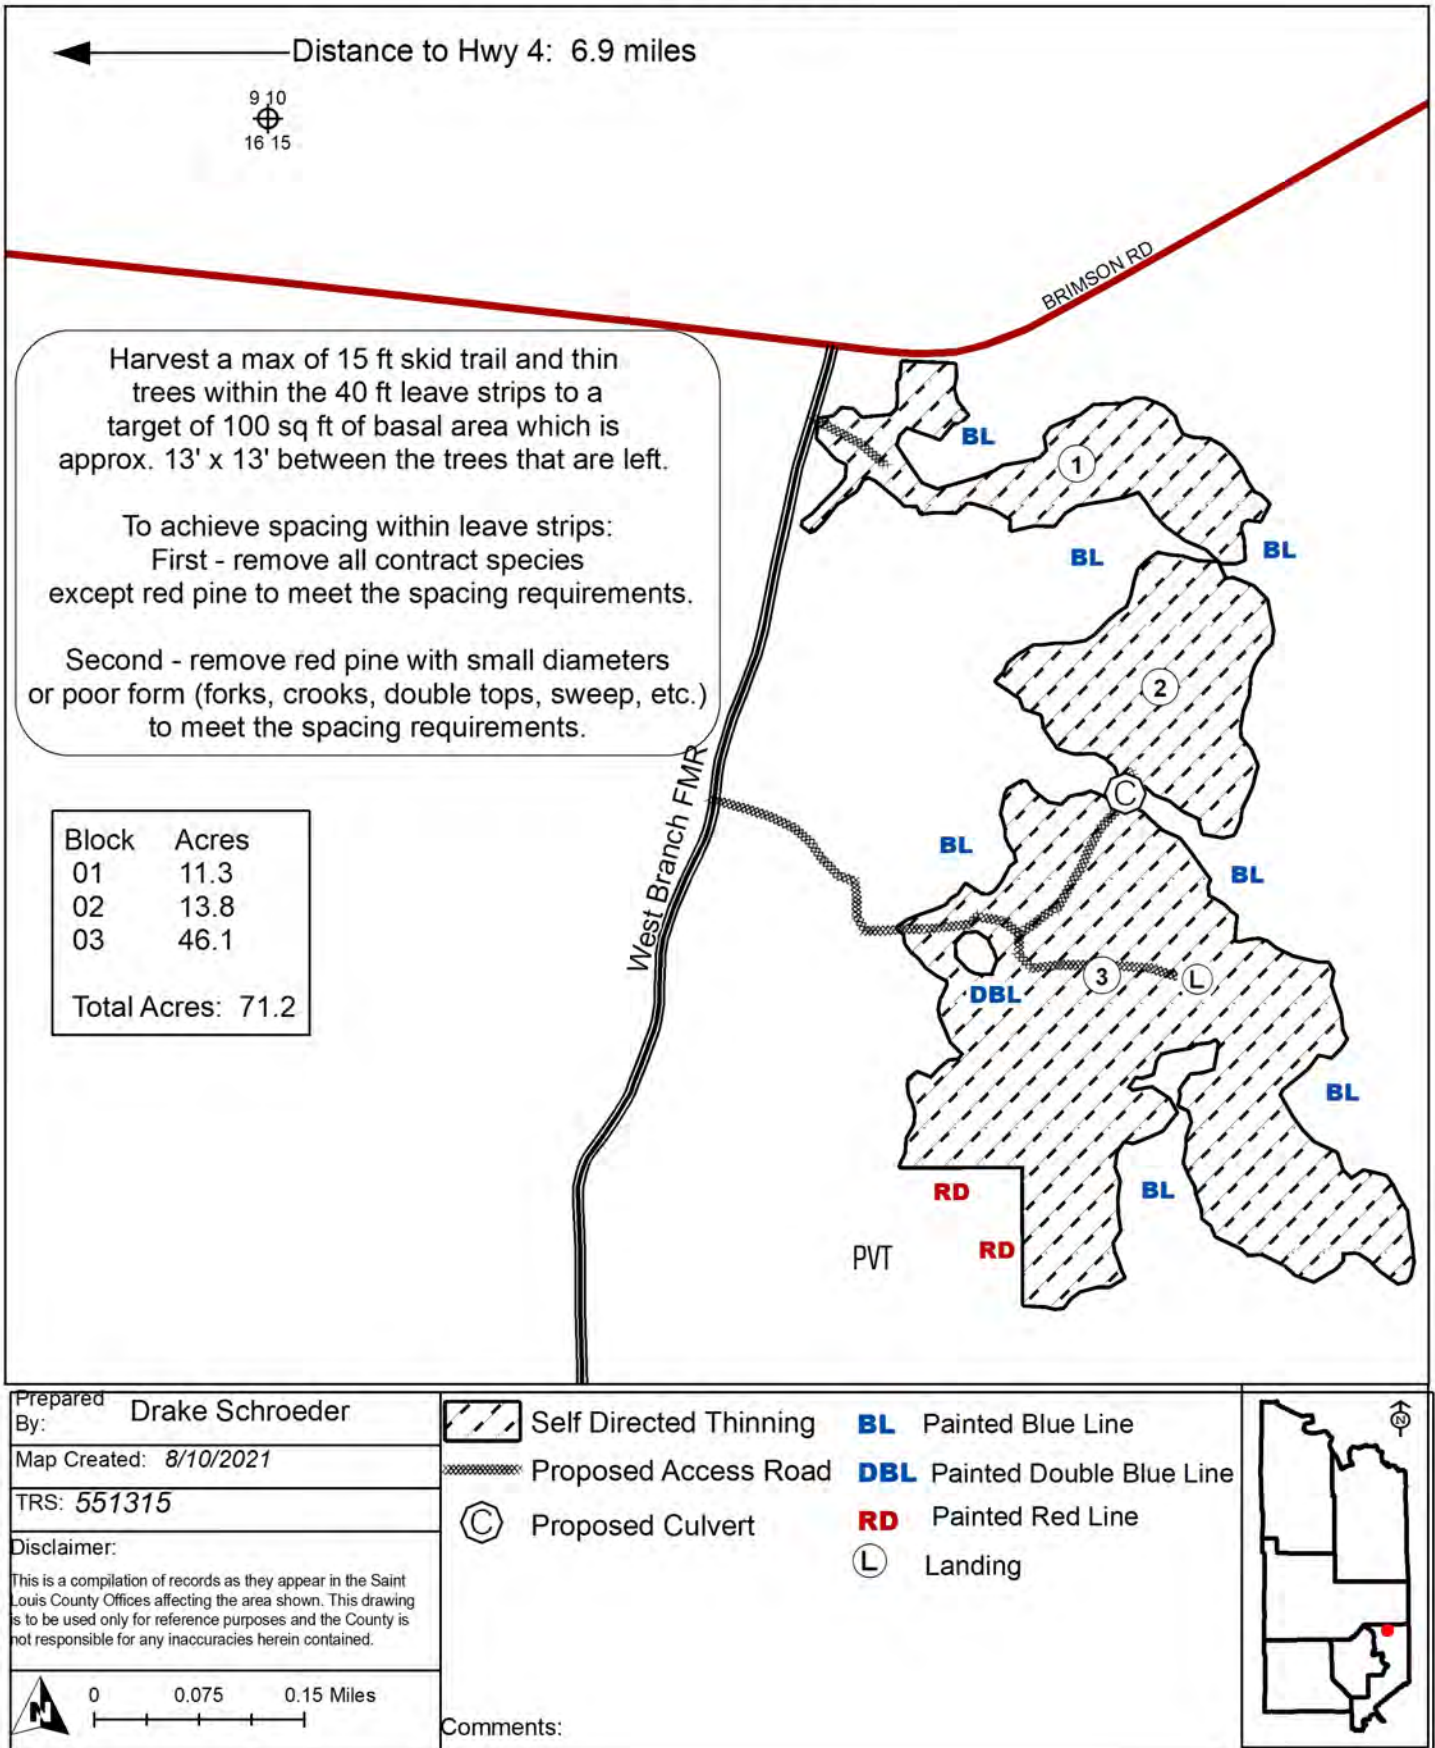 Distance to Hwy 4: 6.9 miles
9 10
16 15
BRIMSON RD
Harvest a max of 15 ft skid trail and thin
trees within the 40 ft leave strips to a
target of 100 sq ft of basal area which is
approx. 13' x 13' between the trees that are left.
To achieve spacing within leave strips:
First - remove all contract species
except red pine to meet the spacing requirements.
Second - remove red pine with small diameters
or poor form (forks, crooks, double tops, sweep, etc.)
to meet the spacing requirements.
BL
1
BL
BL
2
West Branch FMR
C
Block Acres
01 11.3
02 13.8
03 46.1
Total Acres: 71.2
BL
BL
3
L
DBL
BL
BL
RD
RD
PVT
Prepared
By: Drake Schroeder
Map Created: 8/10/2021
TRS: 551315
Disclaimer:
This is a compilation of records as they appear in the Saint
Louis County Offices affecting the area shown. This drawing
is to be used only for reference purposes and the County is
not responsible for any inaccuracies herein contained.
N
0 0.075 0.15 Miles
Self Directed Thinning
Proposed Access Road
C Proposed Culvert
BL Painted Blue Line
DBL Painted Double Blue Line
RD Painted Red Line
L Landing
Comments:
N